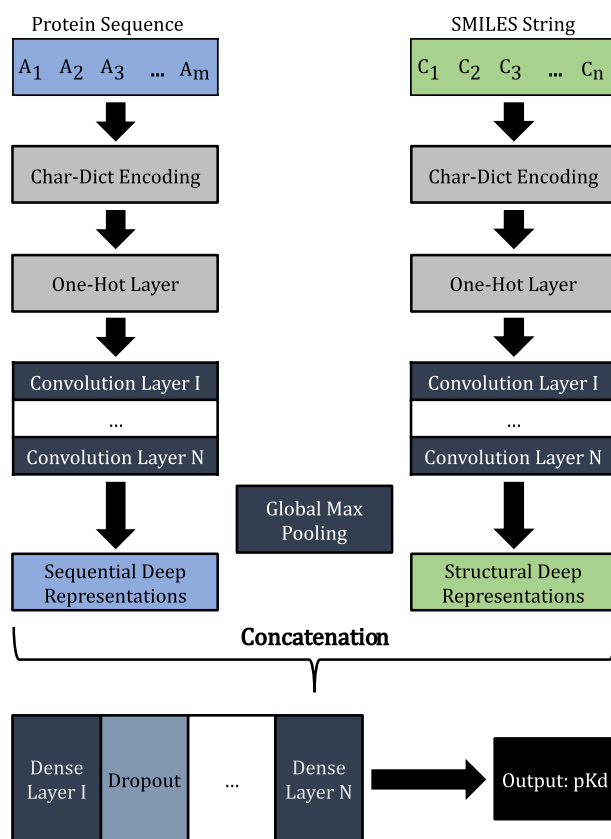 Protein Sequence
SMILES String
A1 A2 A3 ... Am
C1 C2 C3 ... Cn
Char-Dict Encoding
Char-Dict Encoding
One-Hot Layer
One-Hot Layer
Convolution Layer I
Convolution Layer I
...
...
Convolution Layer N
Convolution Layer N
Global Max
Pooling
Sequential Deep
Representations
Structural Deep
Representations
Concatenation
Dense
Layer I
Dropout
...
Dense
Layer N
Output: pKd